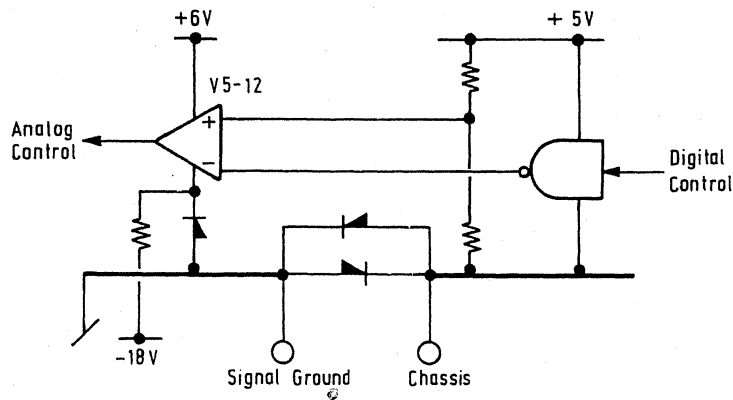 +6V
+ 5V
V5-12
+
−
Analog
Control
Digital
Control
-18V
Signal Ground
Chassis